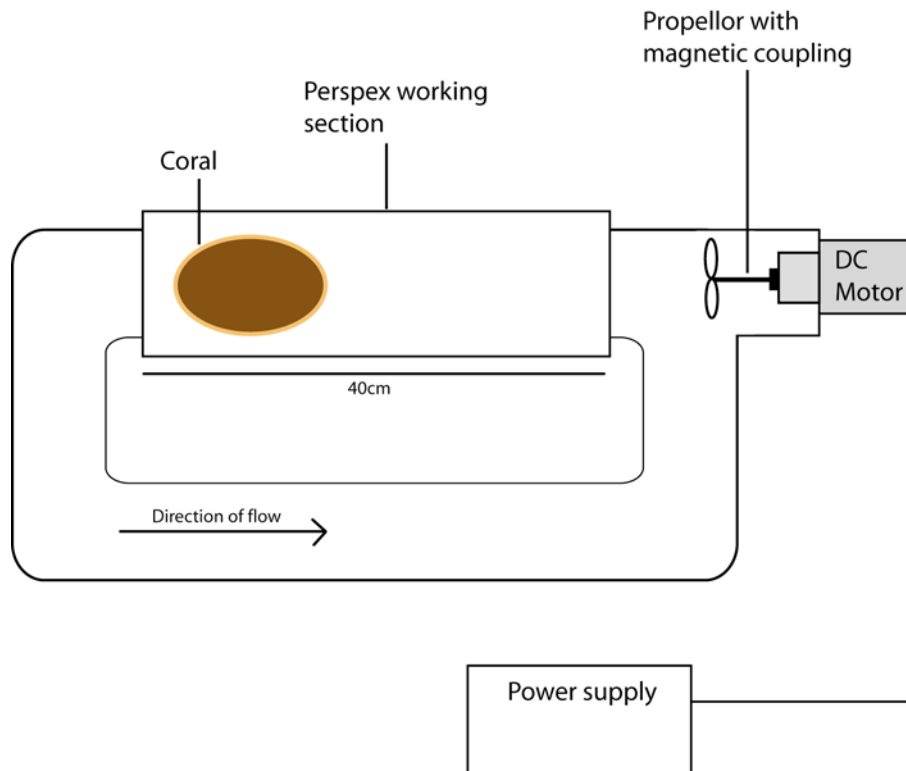 Propellor with
magnetic coupling
Perspex working
section
Coral
DC
Motor
40cm
Direction of flow
Power supply